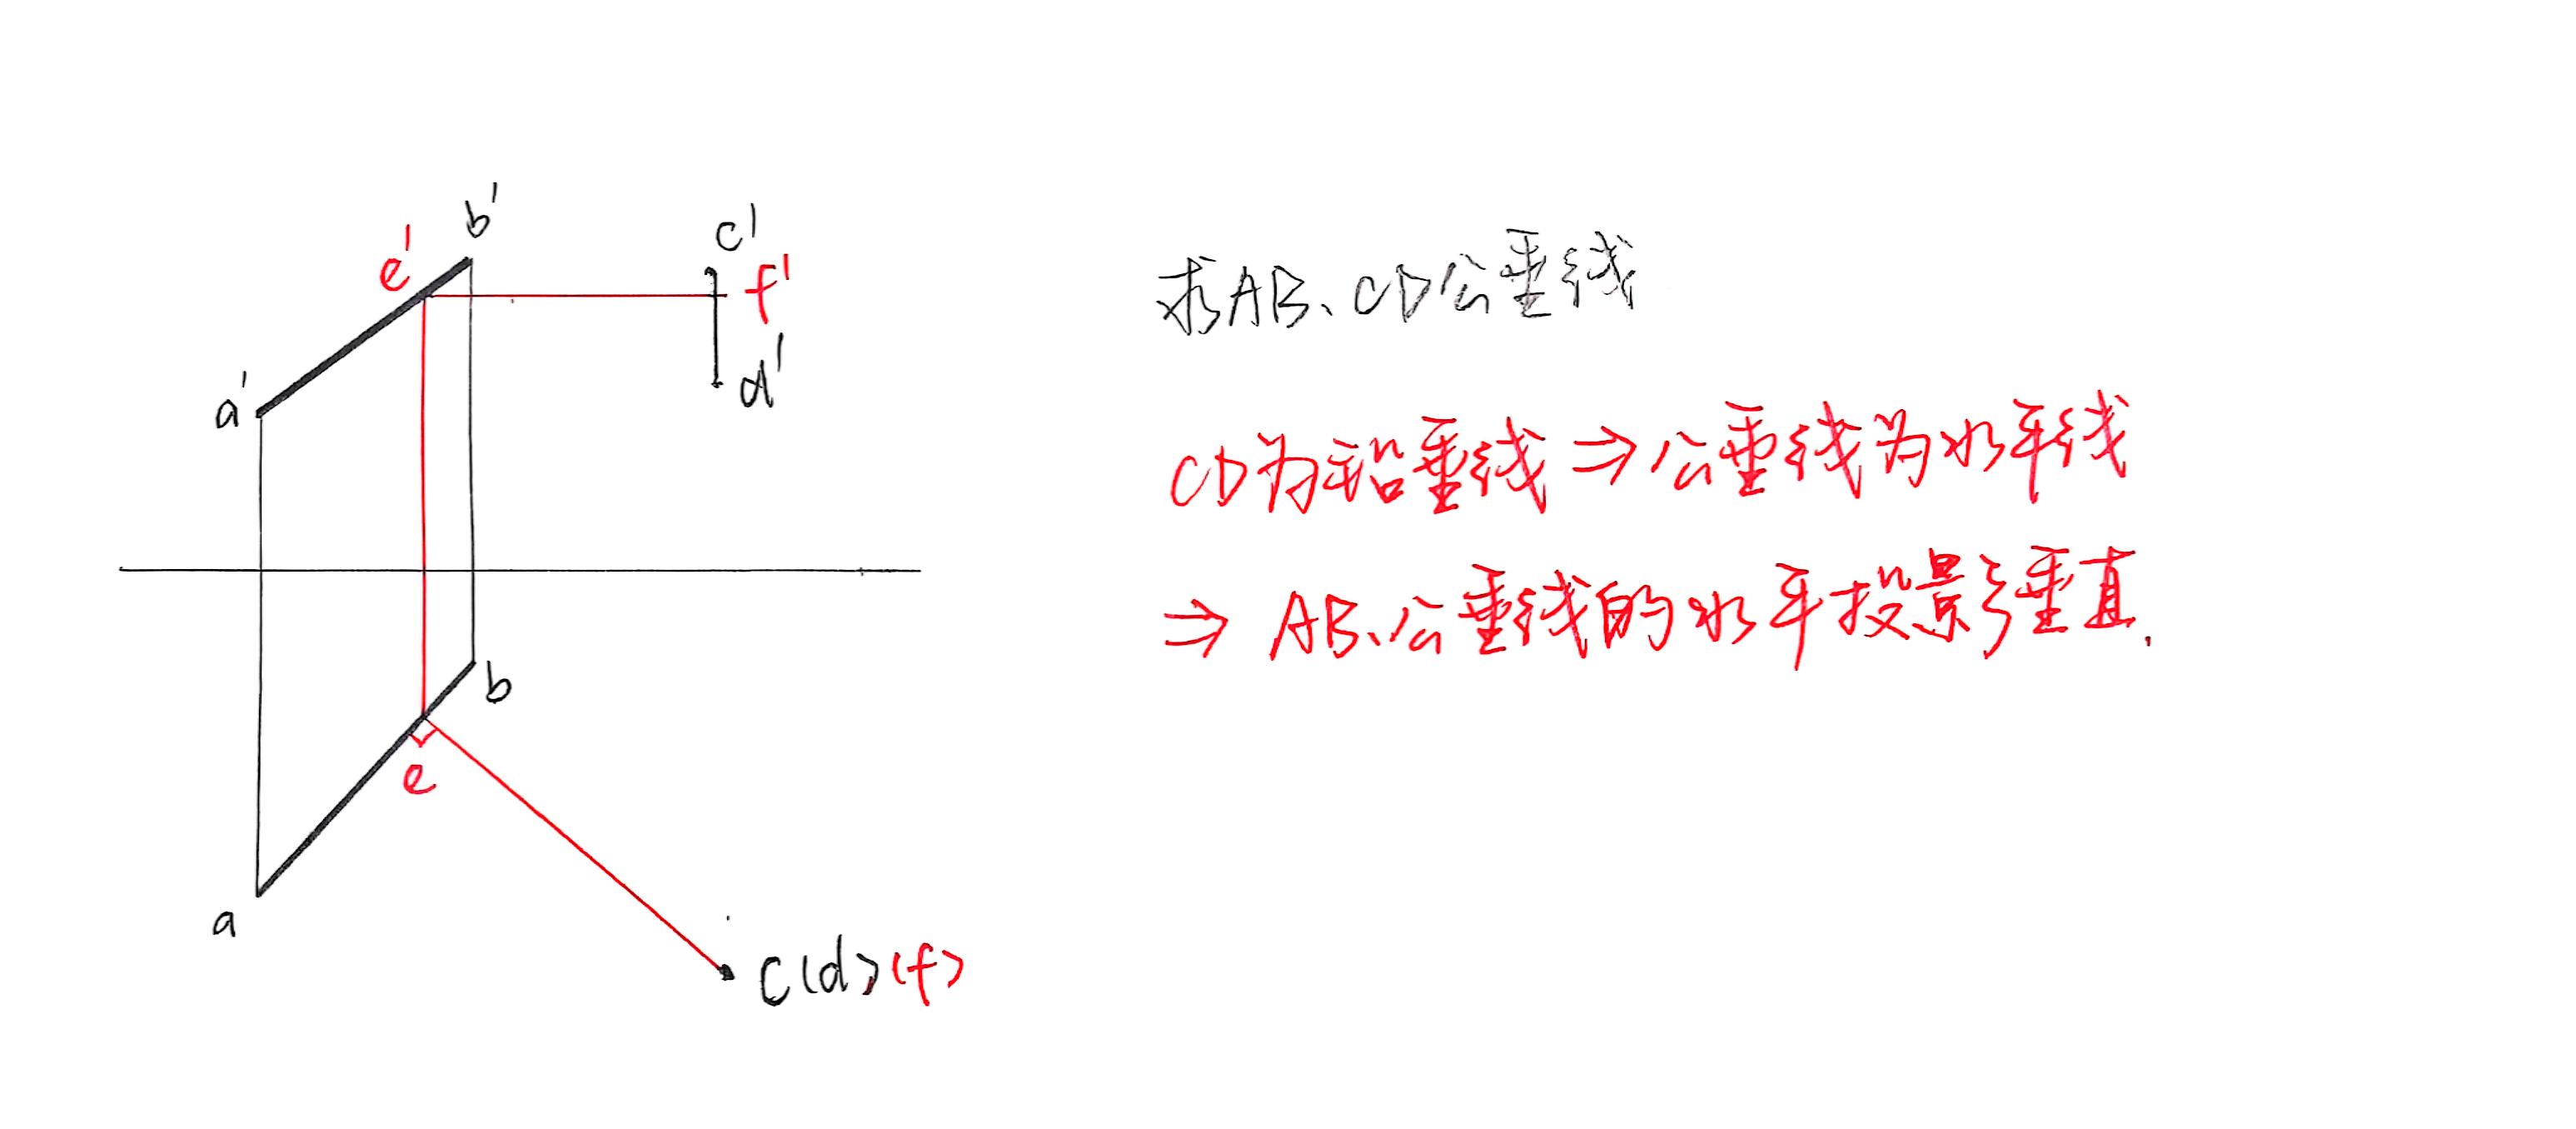 b'
e'
c'
f'
a'
d'
b
e
a
c(d)(f)
求AB、CD公垂线
CD为铅垂线⇒公垂线为水平线
⇒AB、公垂线的水平投影垂直.